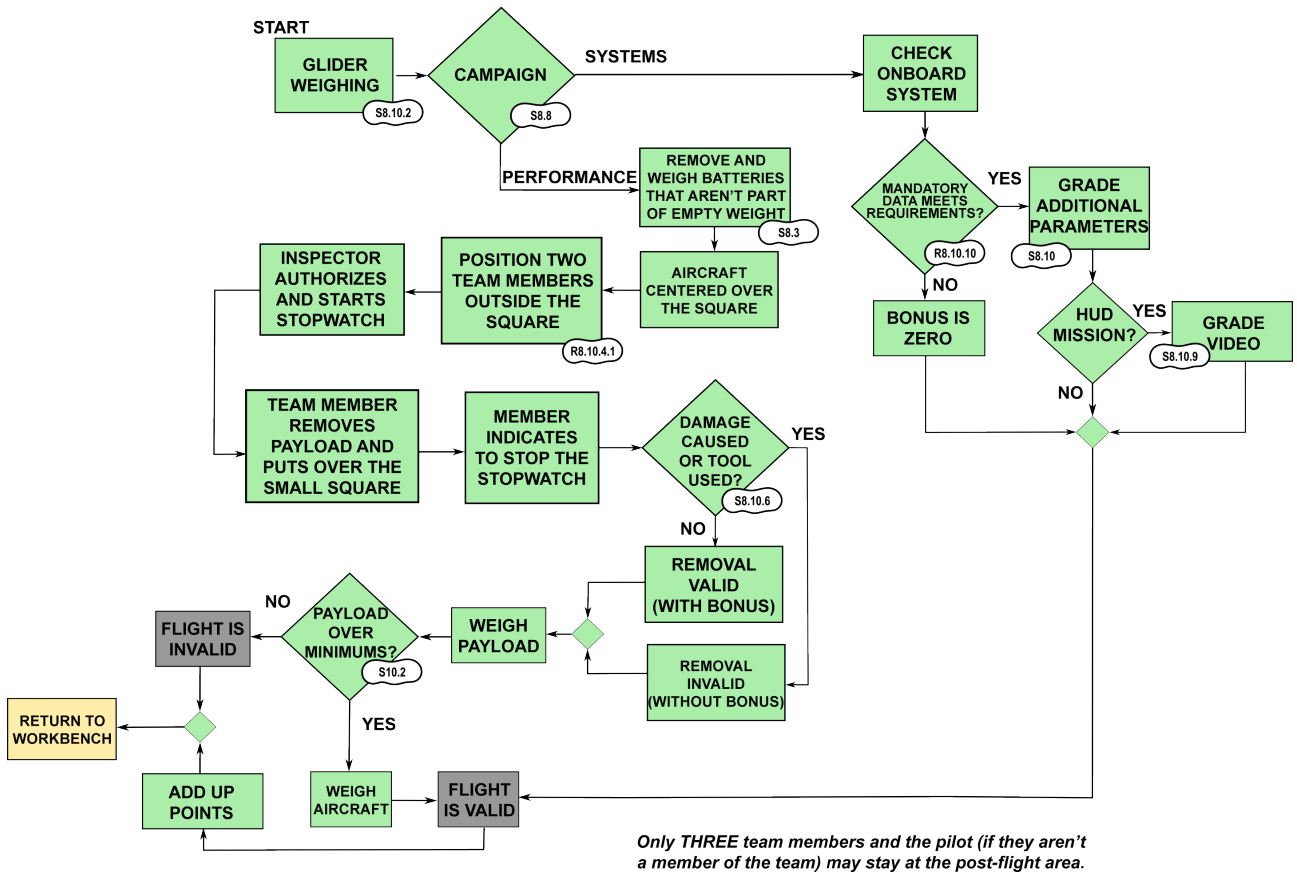 START
GLIDER
WEIGHING
S8.10.2
CAMPAIGN
S8.8
SYSTEMS
CHECK
ONBOARD
SYSTEM
PERFORMANCE
REMOVE AND
WEIGH BATTERIES
THAT AREN'T PART
OF EMPTY WEIGHT
S8.3
MANDATORY
DATA MEETS
REQUIREMENTS?
R8.10.10
YES
GRADE
ADDITIONAL
PARAMETERS
S8.10
NO
BONUS IS
ZERO
HUD
MISSION?
S8.10.9
YES
GRADE
VIDEO
NO
AIRCRAFT
CENTERED OVER
THE SQUARE
POSITION TWO
TEAM MEMBERS
OUTSIDE THE
SQUARE
R8.10.4.1
INSPECTOR
AUTHORIZES
AND STARTS
STOPWATCH
TEAM MEMBER
REMOVES
PAYLOAD AND
PUTS OVER THE
SMALL SQUARE
MEMBER
INDICATES
TO STOP THE
STOPWATCH
DAMAGE
CAUSED
OR TOOL
USED?
S8.10.6
YES
NO
REMOVAL
VALID
(WITH BONUS)
REMOVAL
INVALID
(WITHOUT BONUS)
WEIGH
PAYLOAD
PAYLOAD
OVER
MINIMUMS?
S10.2
NO
FLIGHT IS
INVALID
YES
RETURN TO
WORKBENCH
ADD UP
POINTS
WEIGH
AIRCRAFT
FLIGHT
IS VALID
Only THREE team members and the pilot (if they aren't
a member of the team) may stay at the post-flight area.